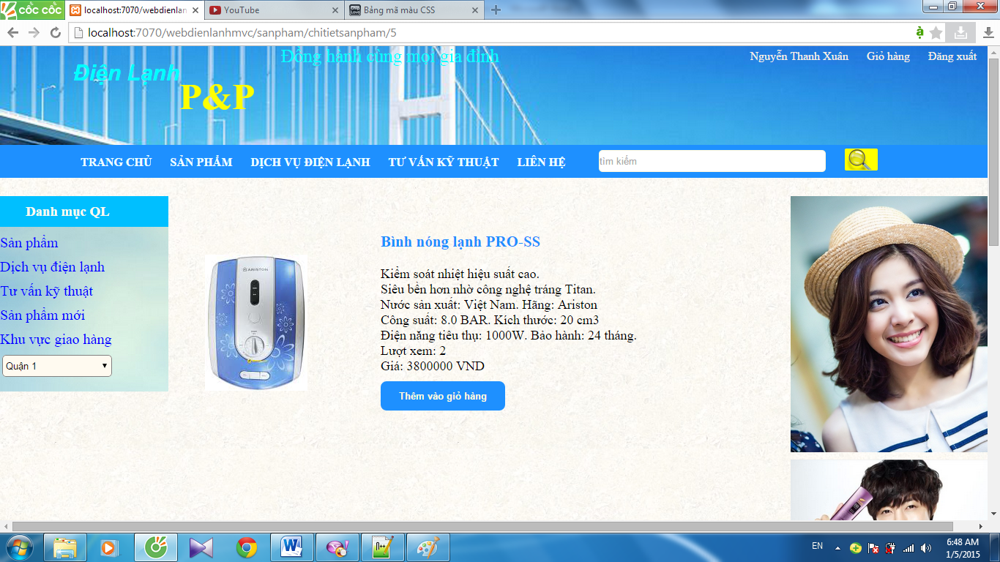 cốc cốc
localhost:7070/webdienlan
YouTube
Bảng mã màu CSS
localhost:7070/webdienlanhmvc/sanpham/chitietsanpham/5
Đồng hành cùng mọi gia đình
Nguyễn Thanh Xuân
Giỏ hàng
Đăng xuất
Điện Lạnh
P&P
TRANG CHỦ
SẢN PHẨM
DỊCH VỤ ĐIỆN LẠNH
TƯ VẤN KỸ THUẬT
LIÊN HỆ
tìm kiếm
Danh mục QL
Sản phẩm
Dịch vụ điện lạnh
Tư vấn kỹ thuật
Sản phẩm mới
Khu vực giao hàng
Quận 1
ARISTON
Bình nóng lạnh PRO-SS
Kiểm soát nhiệt hiệu suất cao.
Siêu bền hơn nhờ công nghệ tráng Titan.
Nước sản xuất: Việt Nam. Hãng: Ariston
Công suất: 8.0 BAR. Kích thước: 20 cm3
Điện năng tiêu thụ: 1000W. Bảo hành: 24 tháng.
Lượt xem: 2
Giá: 3800000 VND
Thêm vào giỏ hàng
EN
6:48 AM
1/5/2015